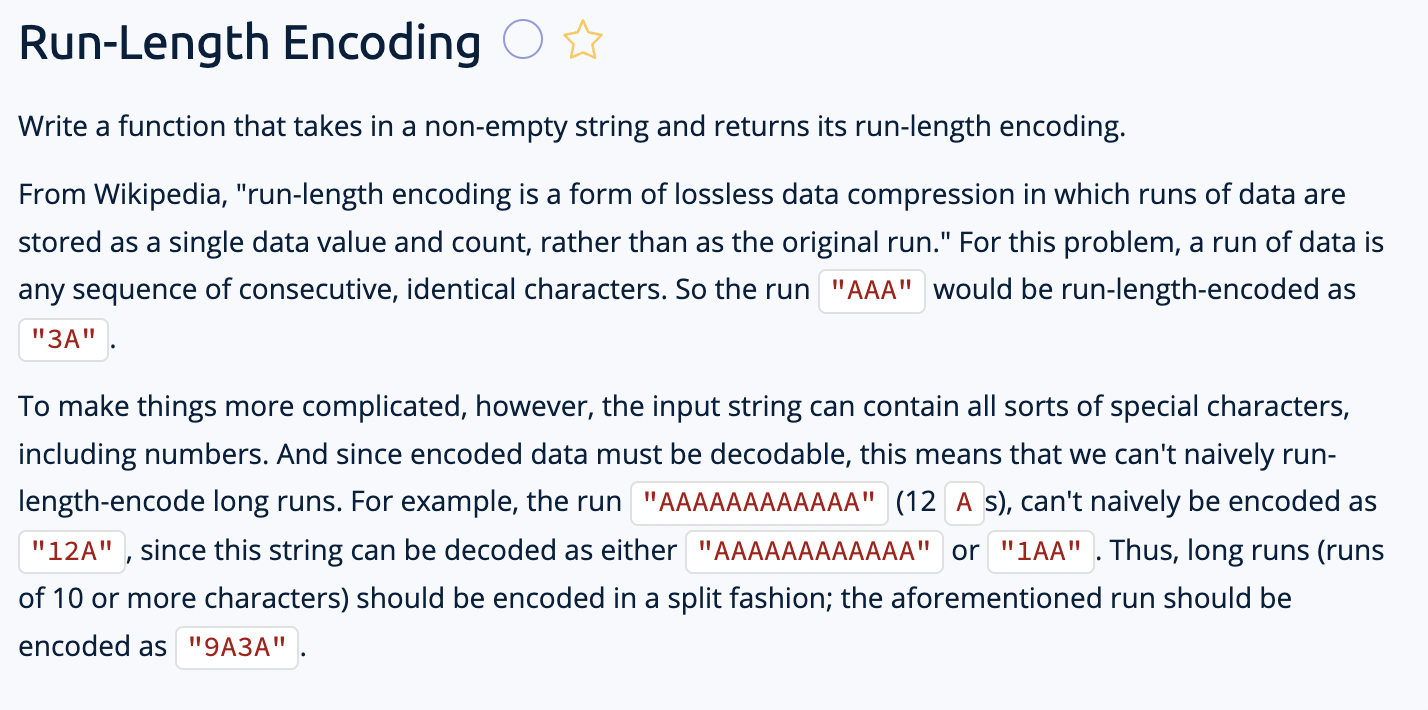 Run-Length Encoding
Write a function that takes in a non-empty string and returns its run-length encoding.
From Wikipedia, "run-length encoding is a form of lossless data compression in which runs of data are
stored as a single data value and count, rather than as the original run." For this problem, a run of data is
any sequence of consecutive, identical characters. So the run "AAA" would be run-length-encoded as
"3A".
To make things more complicated, however, the input string can contain all sorts of special characters,
including numbers. And since encoded data must be decodable, this means that we can't naively run-
length-encode long runs. For example, the run "AAAAAAAAAAAA" (12 A s), can't naively be encoded as
"12A", since this string can be decoded as either "AAAAAAAAAAAA" or "1AA". Thus, long runs (runs
of 10 or more characters) should be encoded in a split fashion; the aforementioned run should be
encoded as "9A3A".